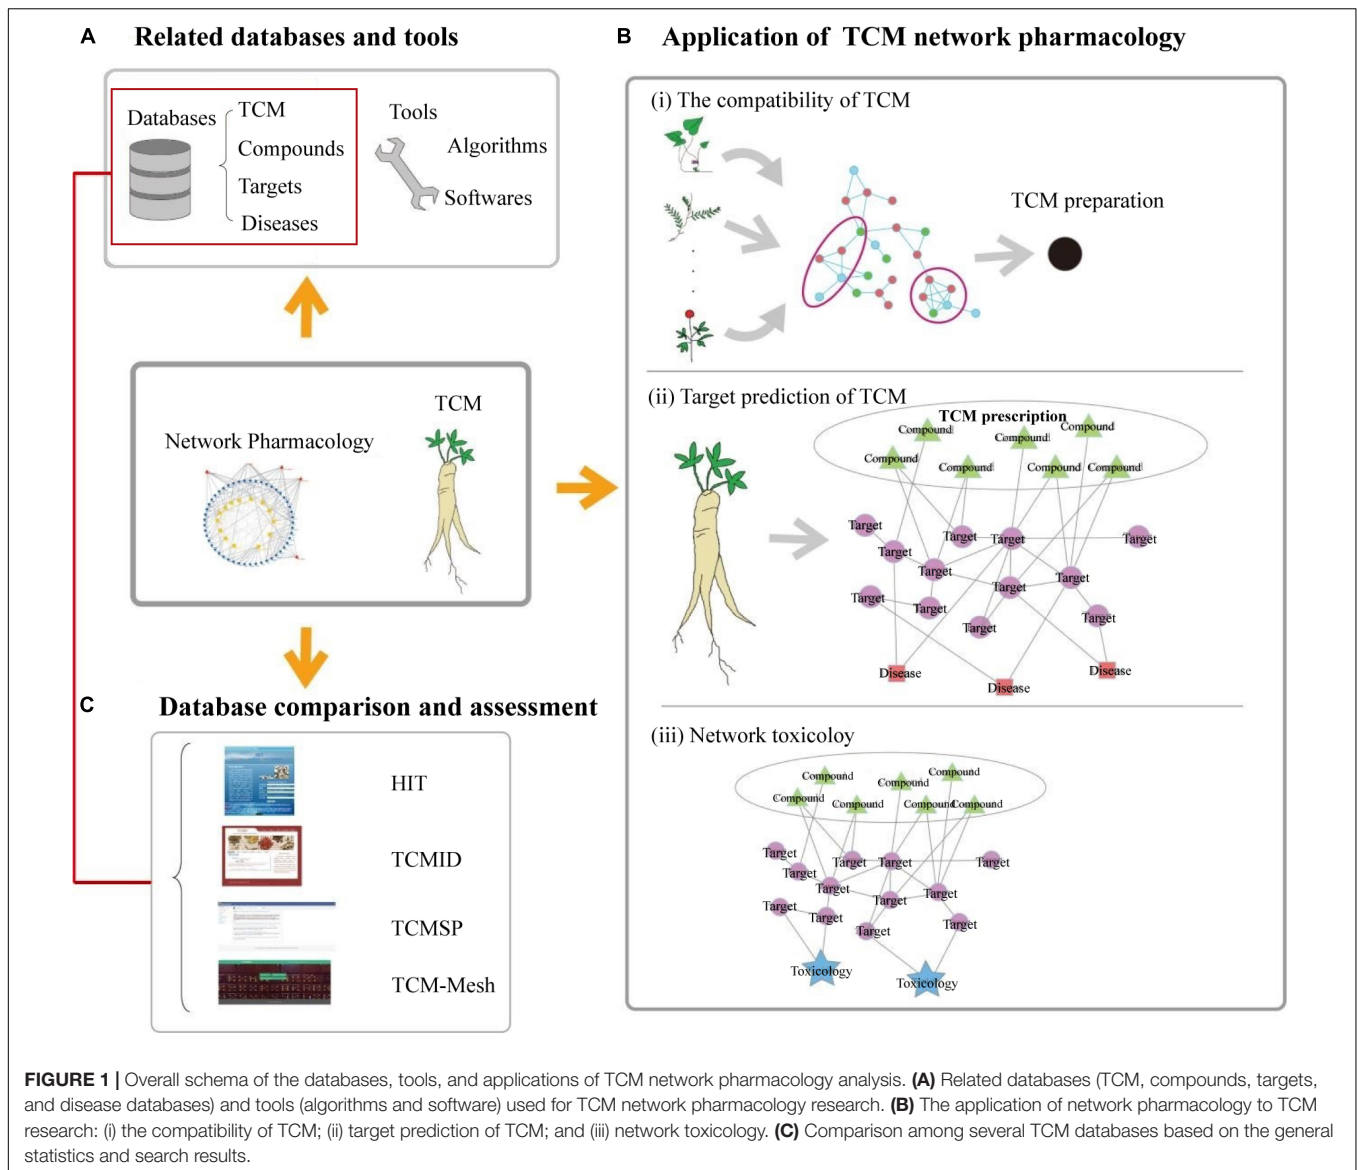 A Related databases and tools
Databases
TCM
Compounds
Targets
Diseases
Tools
Algorithms
Softwares
Network Pharmacology
TCM
B Application of TCM network pharmacology
(i) The compatibility of TCM
TCM preparation
(ii) Target prediction of TCM
TCM prescription
Compound
Compound
Compound
Compound
Compound
Compound
Compound
Target
Target
Target
Target
Target
Target
Target
Target
Target
Target
Target
Target
Disease
Disease
Disease
(iii) Network toxicoloy
Compound
Compound
Compound
Compound
Compound
Compound
Compound
Target
Target
Target
Target
Target
Target
Target
Target
Target
Target
Target
Target
Toxicology
Toxicology
C Database comparison and assessment
HIT
TCMID
TCMSP
TCM-Mesh
FIGURE 1 | Overall schema of the databases, tools, and applications of TCM network pharmacology analysis. (A) Related databases (TCM, compounds, targets,
and disease databases) and tools (algorithms and software) used for TCM network pharmacology research. (B) The application of network pharmacology to TCM
research: (i) the compatibility of TCM; (ii) target prediction of TCM; and (iii) network toxicology. (C) Comparison among several TCM databases based on the general
statistics and search results.